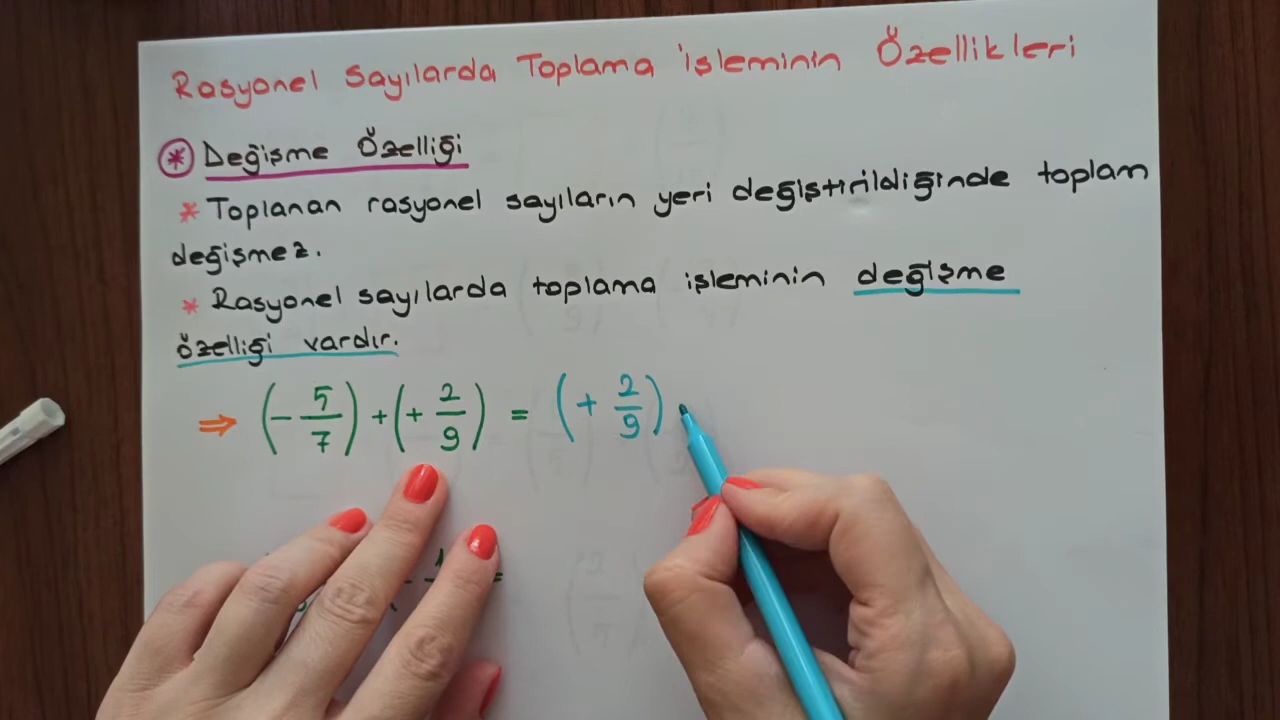 Rasyonel Sayılarda Toplama İşleminin Özellikleri
* Değişme Özelliği
* Toplanan rasyonel sayıların yeri değiştirildiğinde toplam
değişmez.
* Rasyonel sayılarda toplama işleminin değişme
özelliği vardır.
⇒ (- 5/7) + (+ 2/9) = (+ 2/9)